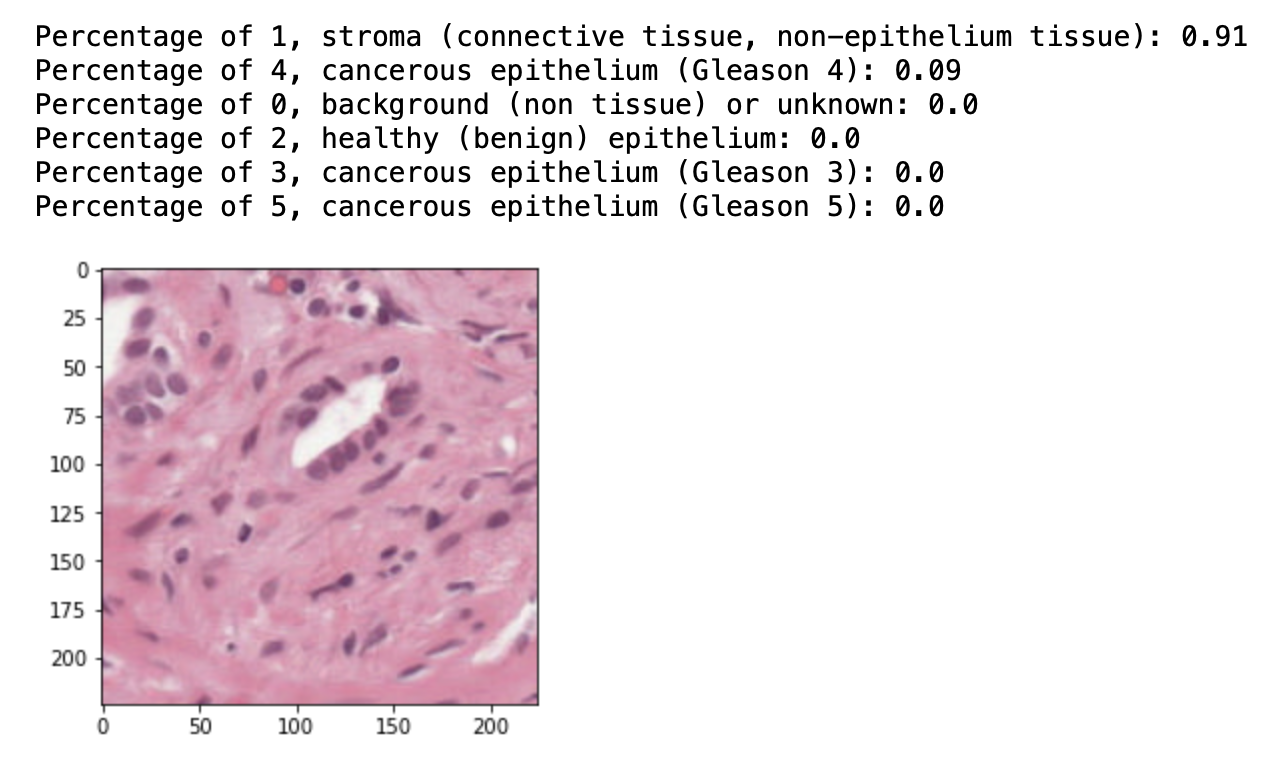 Percentage of 1, stroma (connective tissue, non-epithelium tissue): 0.91
Percentage of 4, cancerous epithelium (Gleason 4): 0.09
Percentage of 0, background (non tissue) or unknown: 0.0
Percentage of 2, healthy (benign) epithelium: 0.0
Percentage of 3, cancerous epithelium (Gleason 3): 0.0
Percentage of 5, cancerous epithelium (Gleason 5): 0.0
0
25
50
75
100
125
150
175
200
0 50 100 150 200